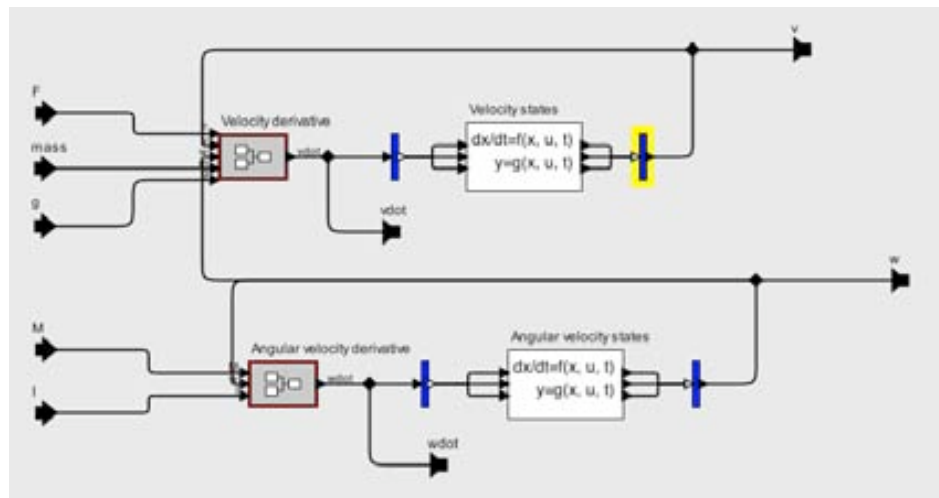 v
F
Velocity derivative
Velocity states
mass
vdot
dx/dt=f(x, u, t)
y=g(x, u, t)
g
vdot
w
M
Angular velocity derivative
Angular velocity states
wdot
dx/dt=f(x, u, t)
y=g(x, u, t)
I
wdot